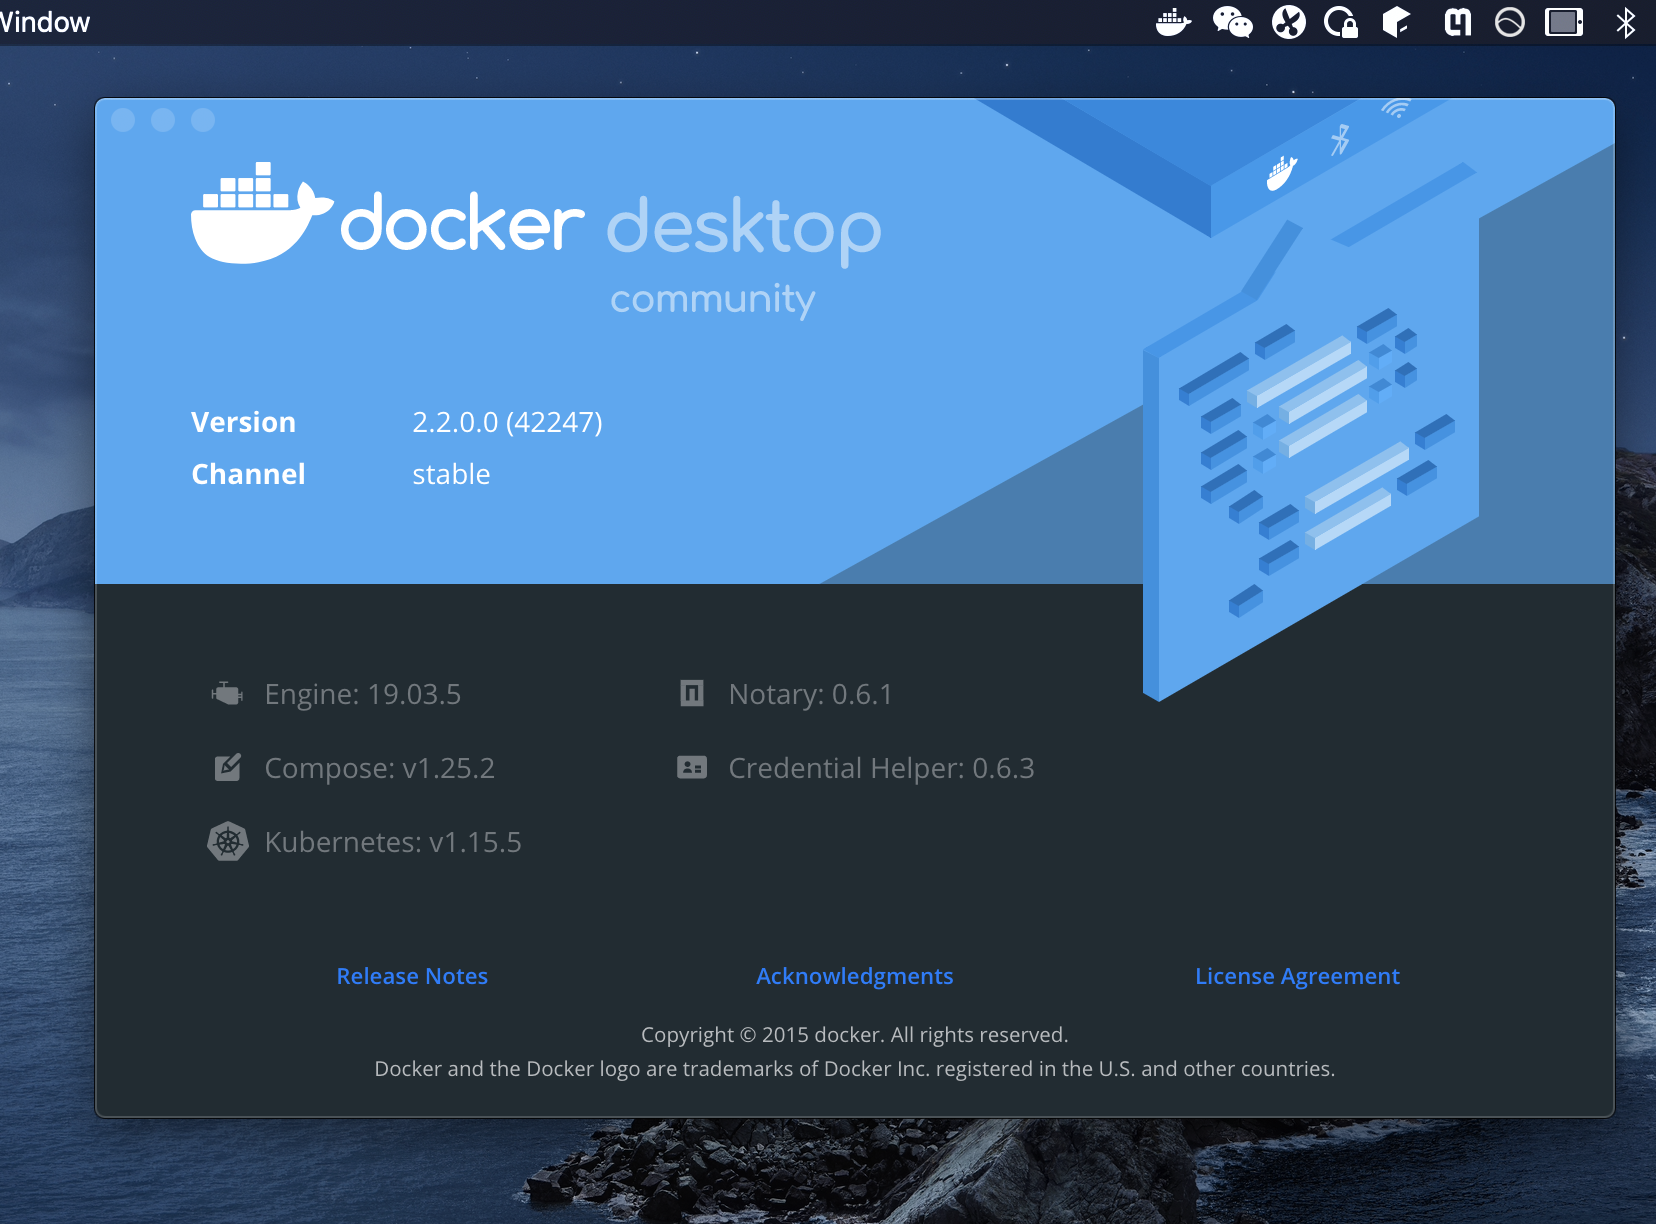 Window
docker desktop
community
Version 2.2.0.0 (42247)
Channel stable
Engine: 19.03.5
Notary: 0.6.1
Compose: v1.25.2
Credential Helper: 0.6.3
Kubernetes: v1.15.5
Release Notes
Acknowledgments
License Agreement
Copyright © 2015 docker. All rights reserved.
Docker and the Docker logo are trademarks of Docker Inc. registered in the U.S. and other countries.